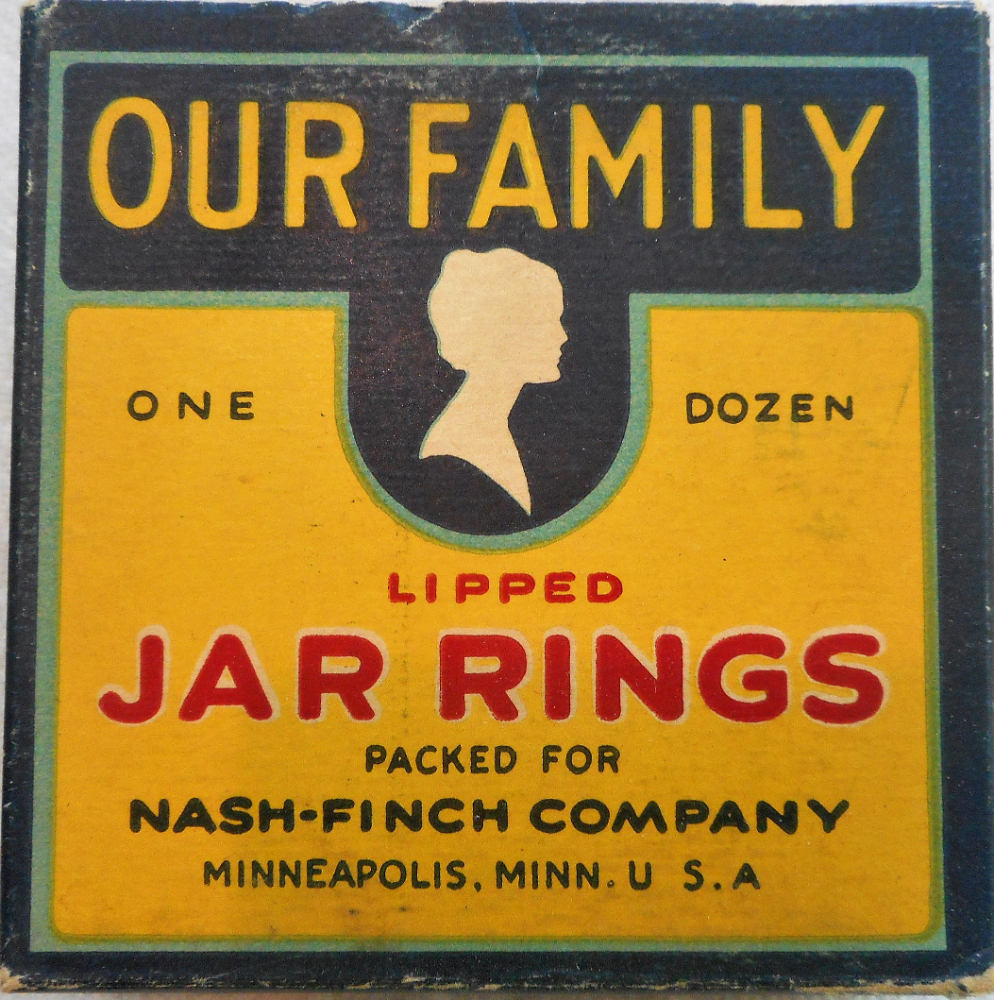 OUR FAMILY
ONE DOZEN
LIPPED
JAR RINGS
PACKED FOR
NASH-FINCH COMPANY
MINNEAPOLIS, MINN. U S. A